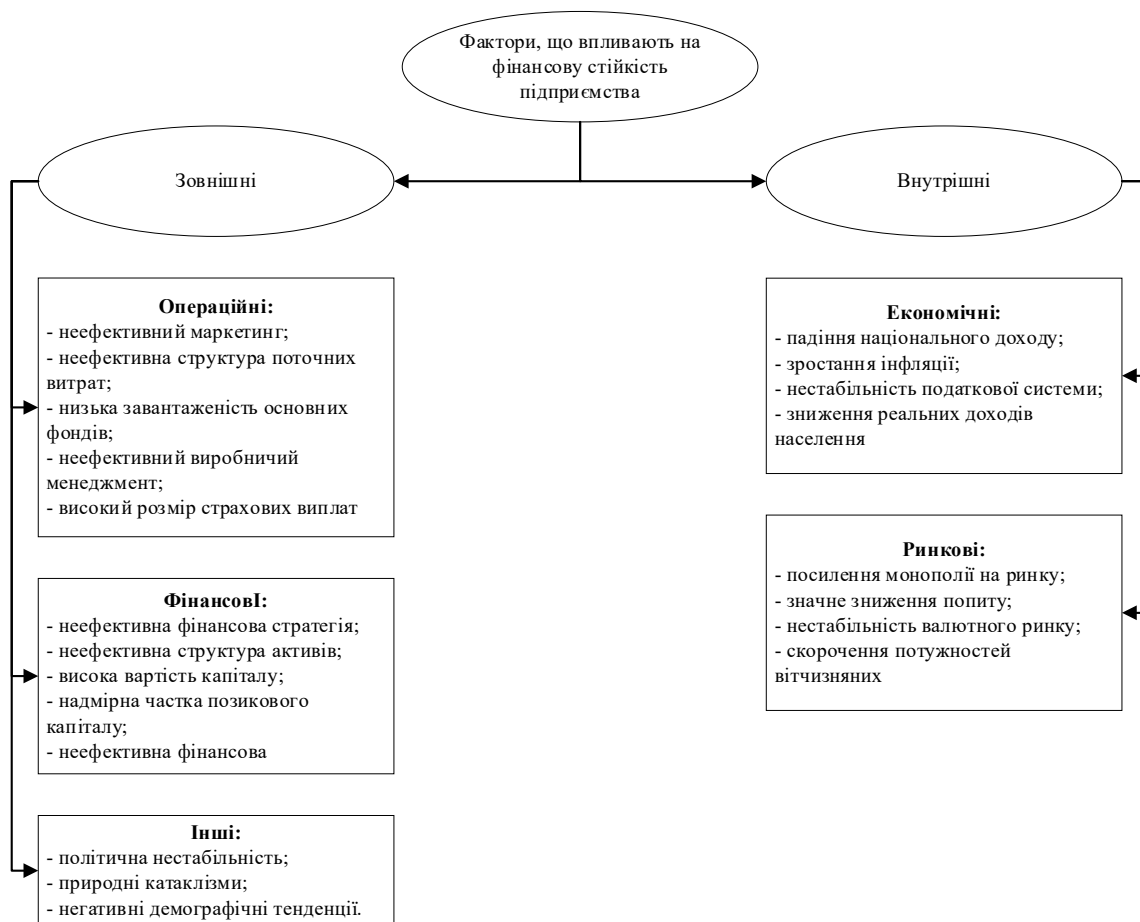 Фактори, що впливають на
фінансову стійкість
підприємства
Зовнішні
Внутрішні
Операційні:
- неефективний маркетинг;
- неефективна структура поточних
витрат;
- низька завантаженість основних
фондів;
- неефективний виробничий
менеджмент;
- високий розмір страхових виплат
ФінансовІ:
- неефективна фінансова стратегія;
- неефективна структура активів;
- висока вартість капіталу;
- надмірна частка позикового
капіталу;
- неефективна фінансова
Інші:
- політична нестабільність;
- природні катаклізми;
- негативні демографічні тенденції.
Економічні:
- падіння національного доходу;
- зростання інфляції;
- нестабільність податкової системи;
- зниження реальних доходів
населення
Ринкові:
- посилення монополії на ринку;
- значне зниження попиту;
- нестабільність валютного ринку;
- скорочення потужностей
вітчизняних